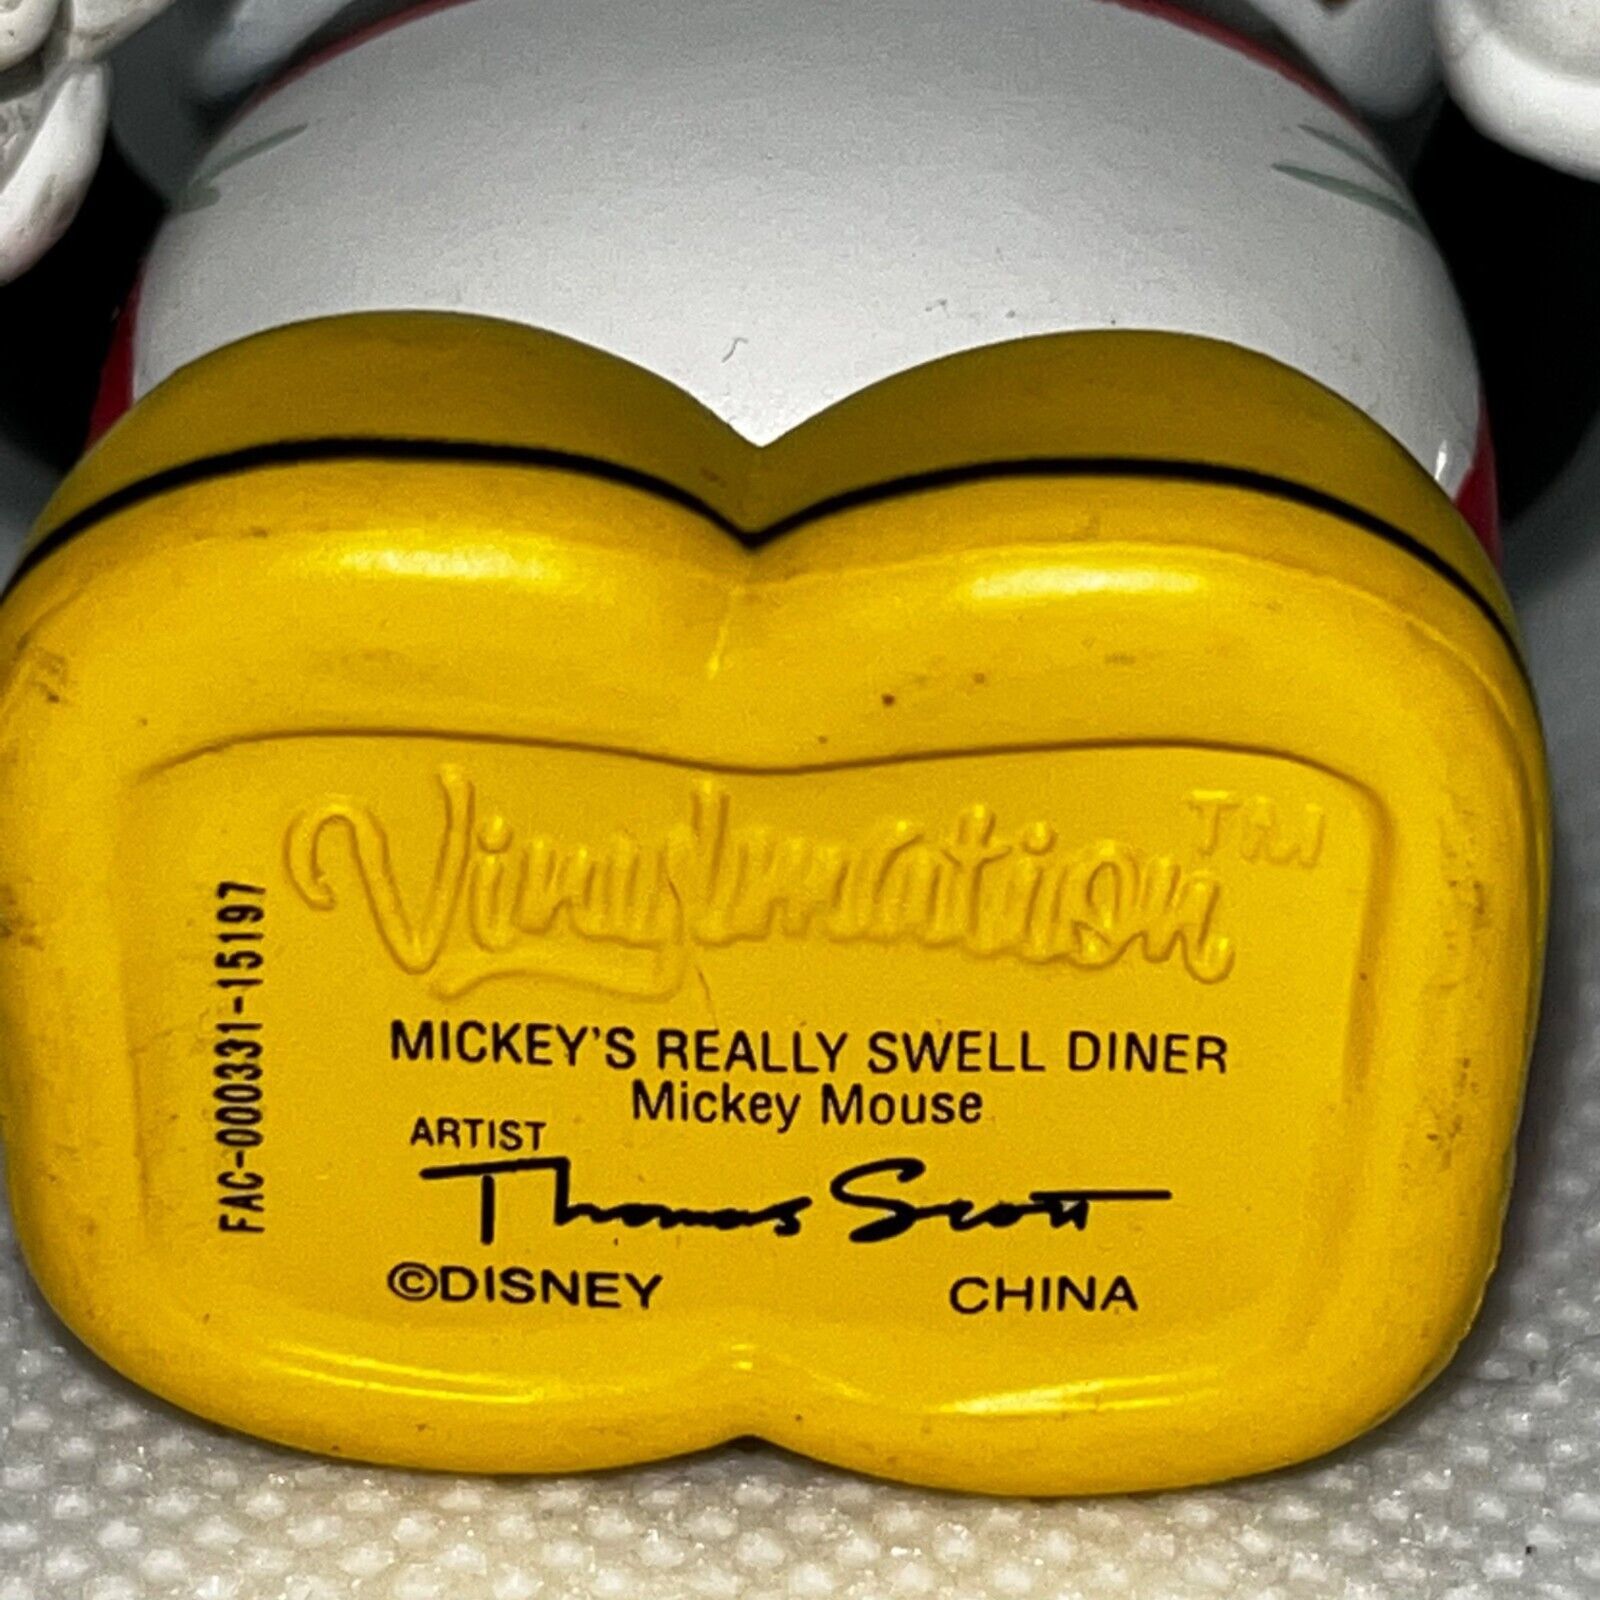 Vinylmation™
MICKEY'S REALLY SWELL DINER
Mickey Mouse
ARTIST
Thomas Scott
©DISNEY
CHINA
FAC-000331-15197